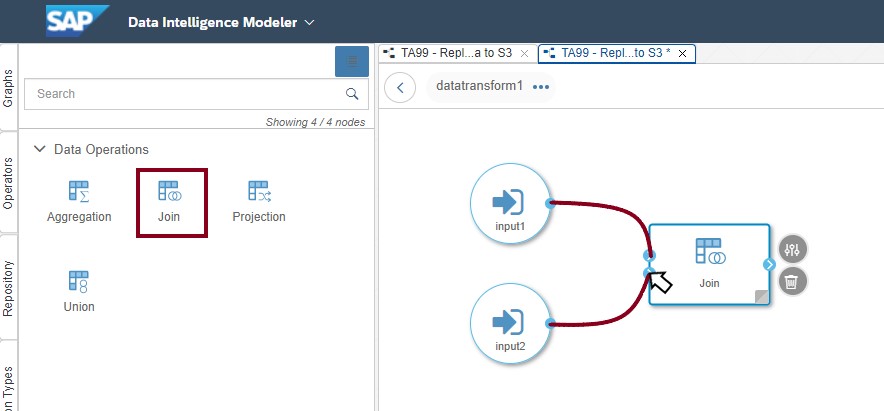 SAP Data Intelligence Modeler
TA99 - Repl...a to S3
TA99 - Repl...to S3 *
Graphs
Operators
Repository
n Types
Search
Showing 4 / 4 nodes
Data Operations
Aggregation
Join
Projection
Union
datatransform1
input1
input2
Join